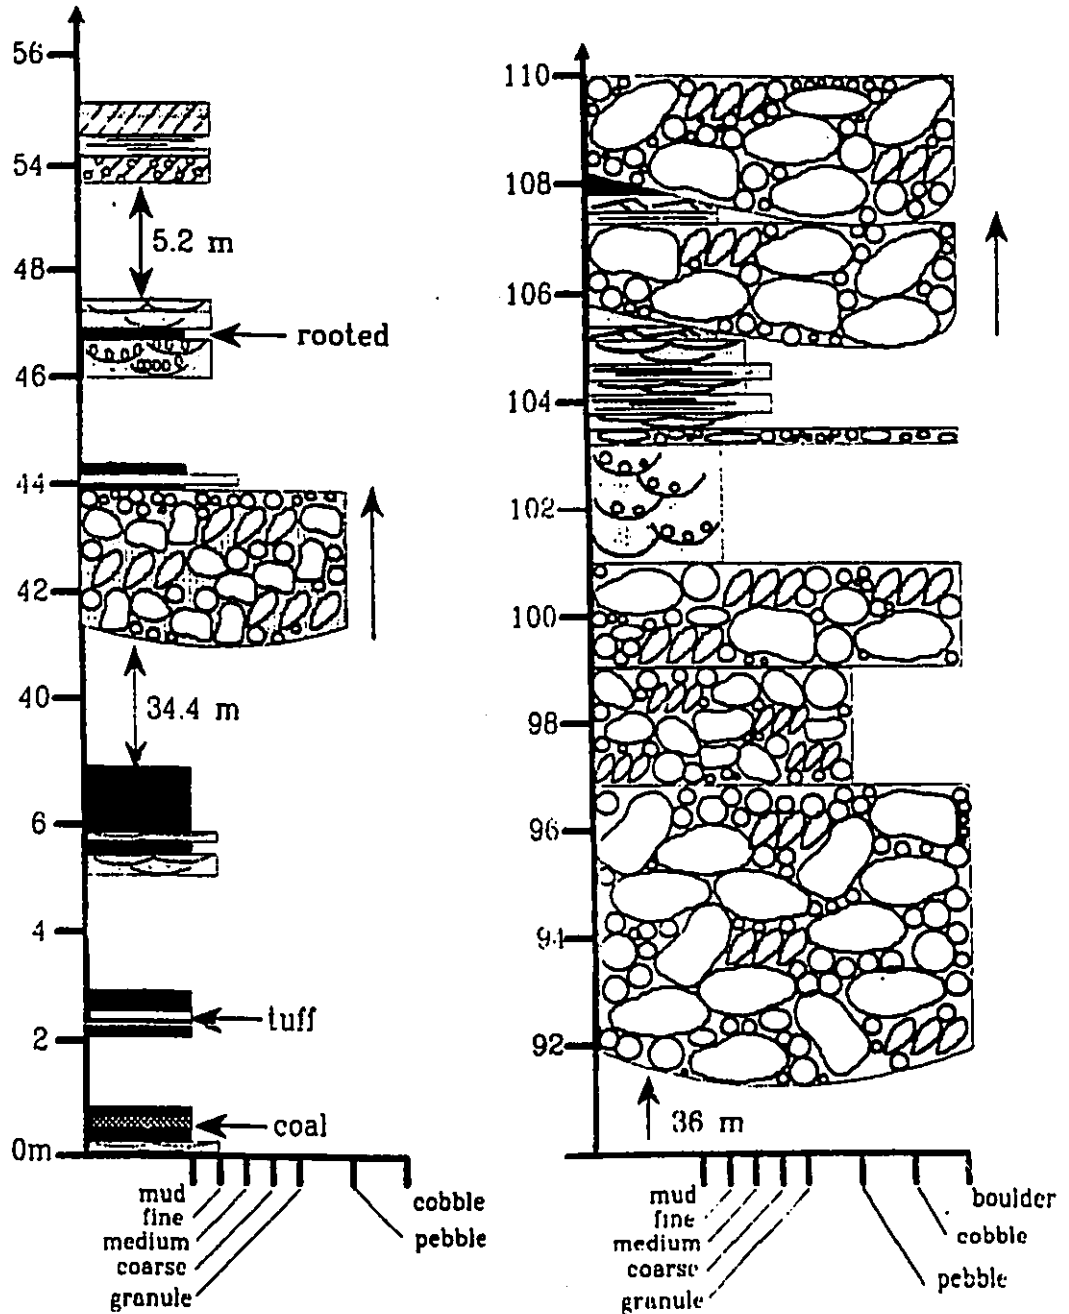 56
54
5.2 m
48
rooted
46
44
42
40
34.4 m
6
4
tuff
2
coal
0m
mud
fine
medium
coarse
granule
cobble
pebble
110
108
106
104
102
100
98
96
94
92
36 m
mud
fine
medium
coarse
granule
boulder
cobble
pebble